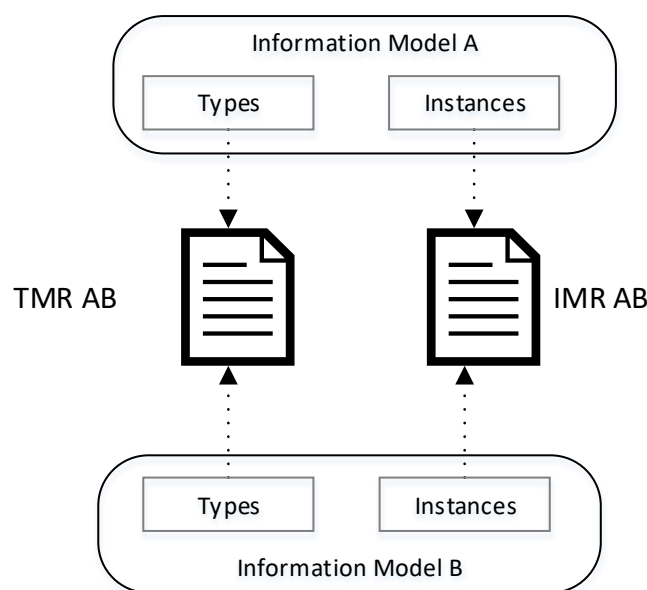 Information Model A
Types
Instances
TMR AB
IMR AB
Types
Instances
Information Model B